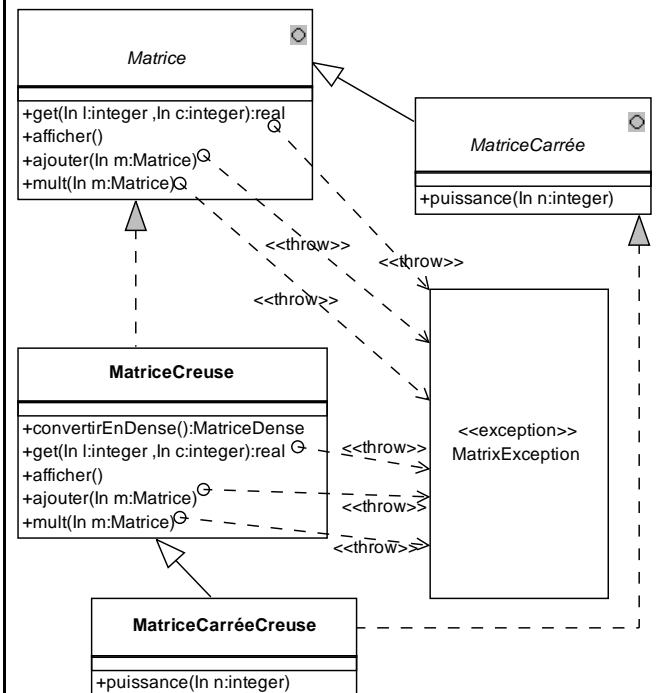 Matrice
+get(In l:integer ,In c:integer):real
+afficher()
+ajouter(In m:Matrice)
+mult(In m:Matrice)
MatriceCarrée
+puissance(In n:integer)
<<throw>>
<<throw>>
<<throw>>
MatriceCreuse
+convertirEnDense():MatriceDense
+get(In l:integer ,In c:integer):real
+afficher()
+ajouter(In m:Matrice)
+mult(In m:Matrice)
<<throw>>
<<throw>>
<<throw>>
<<exception>>
MatrixException
MatriceCarréeCreuse
+puissance(In n:integer)